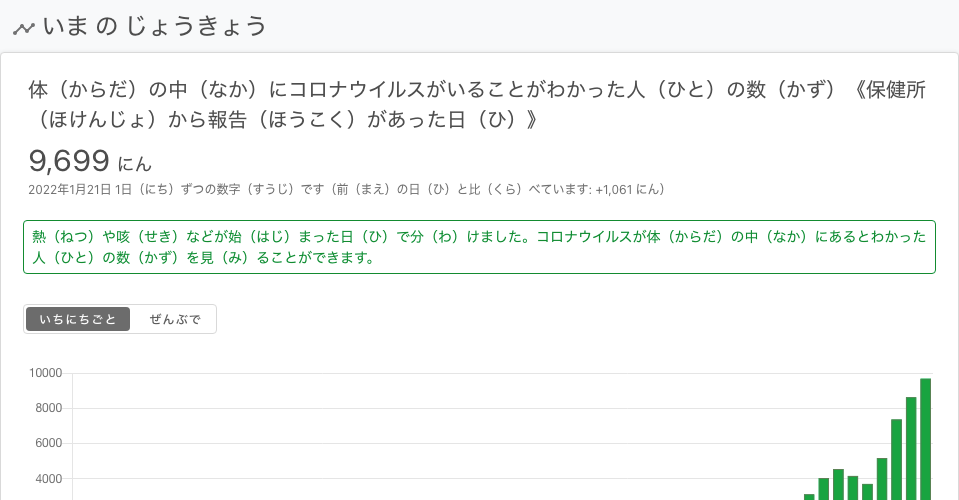 いま の じょうきょう
体（からだ）の中（なか）にコロナウイルスがいることがわかった人（ひと）の数（かず）《保健所
（ほけんじょ）から報告（ほうこく）があった日（ひ）》
9,699 にん
2022年1月21日 1日（にち）ずつの数字（すうじ）です（前（まえ）の日（ひ）と比（くら）べています: +1,061 にん）
熱（ねつ）や咳（せき）などが始（はじ）まった日（ひ）で分（わ）けました。コロナウイルスが体（からだ）の中（なか）にあるとわかった
人（ひと）の数（かず）を見（み）ることができます。
いちにちごと ぜんぶで
10000
8000
6000
4000